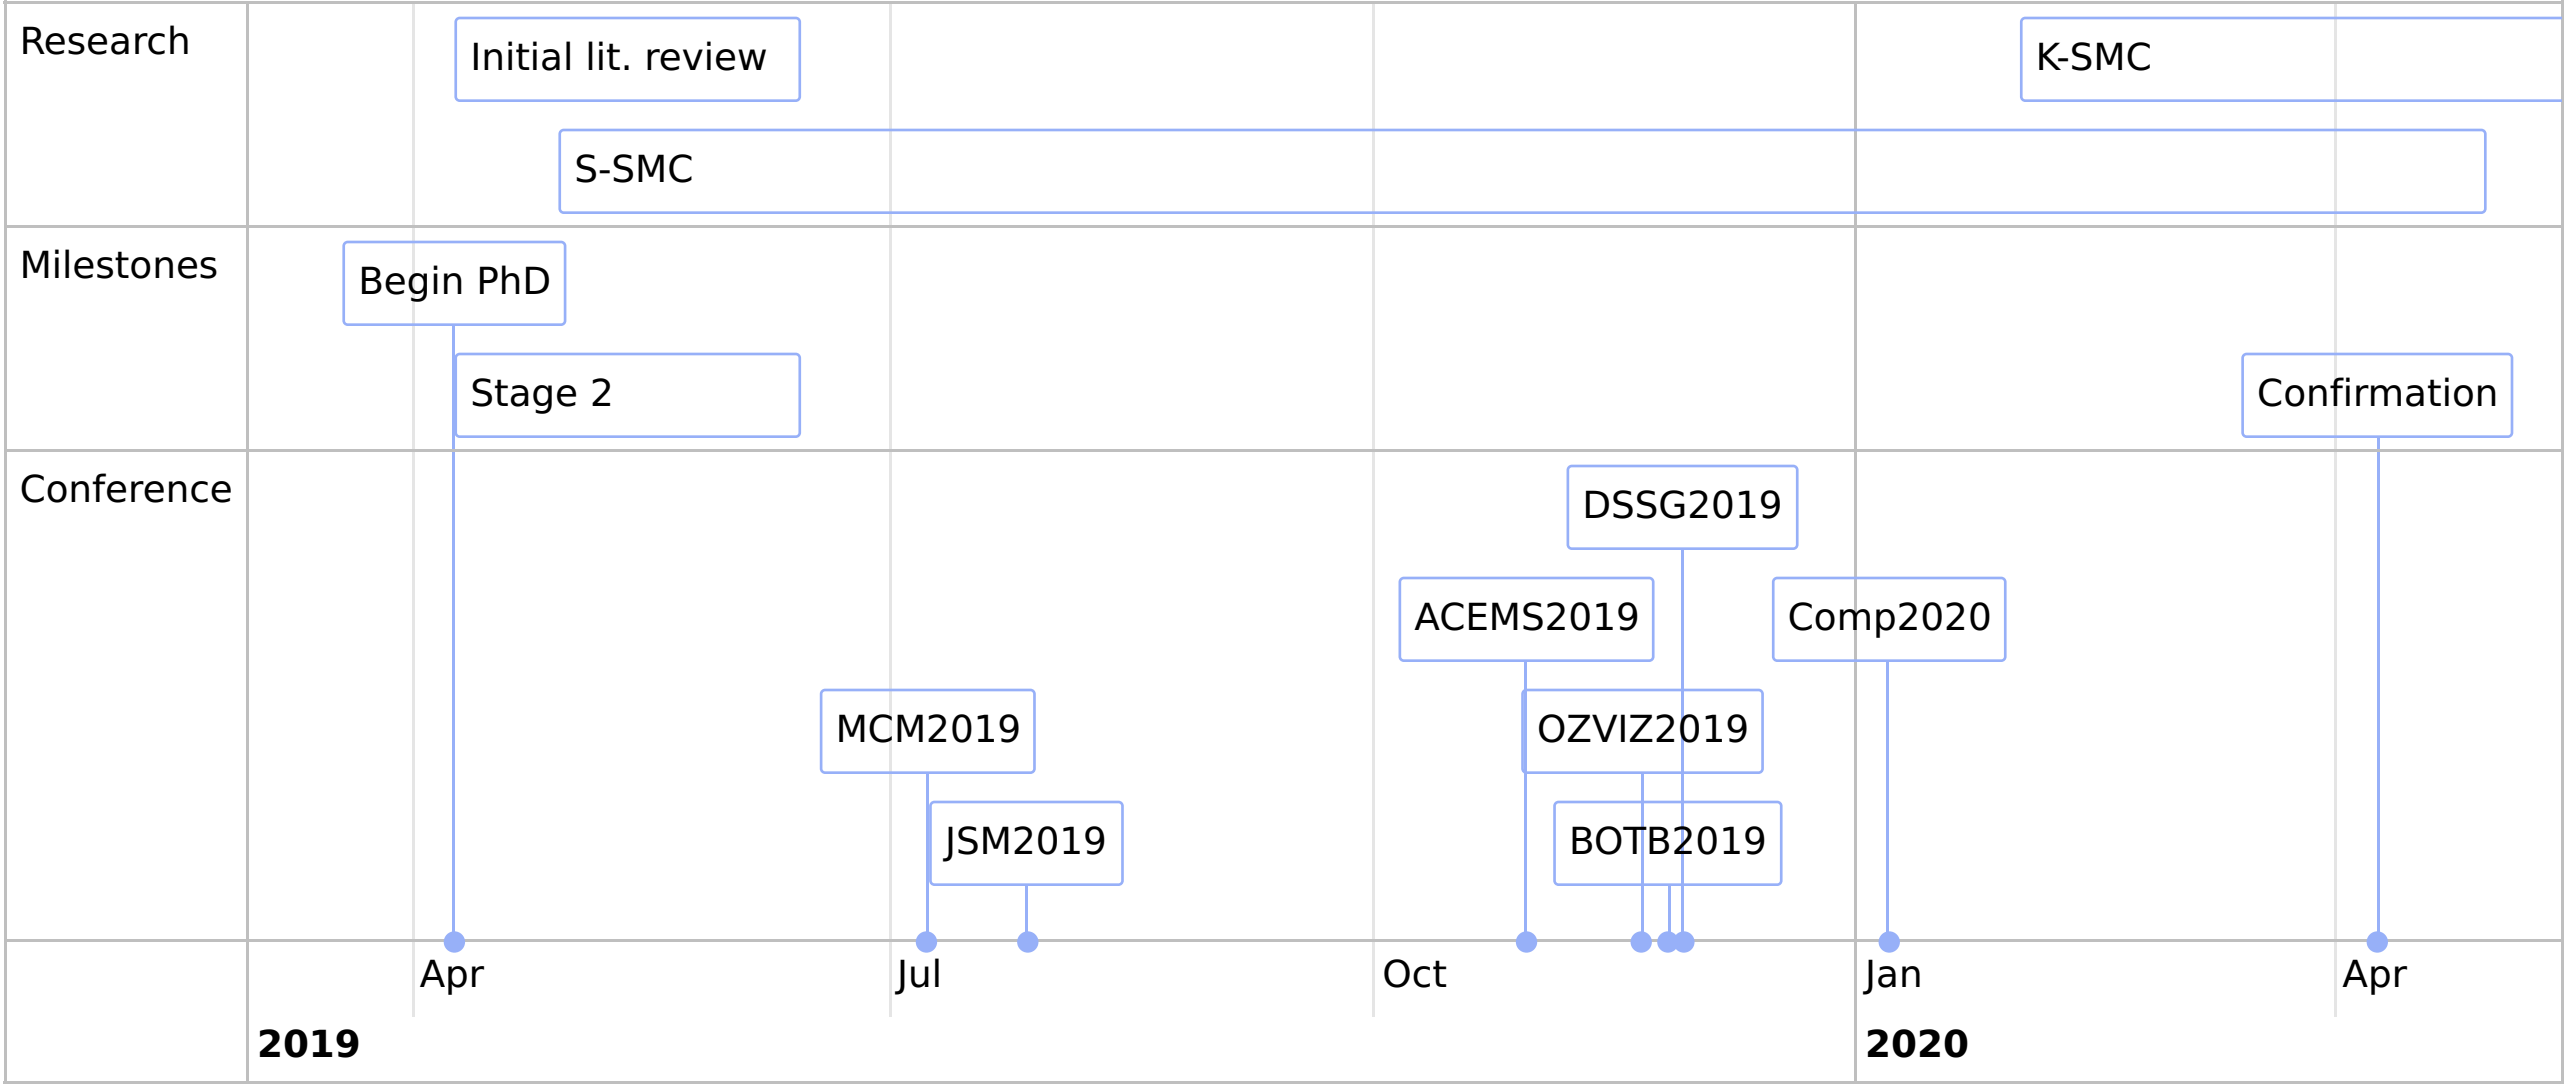 Research
Initial lit. review
K-SMC
S-SMC
Milestones
Begin PhD
Stage 2
Confirmation
Conference
DSSG2019
ACEMS2019
Comp2020
MCM2019
OZVIZ2019
JSM2019
BOTB2019
Apr
Jul
Oct
Jan
Apr
2019
2020